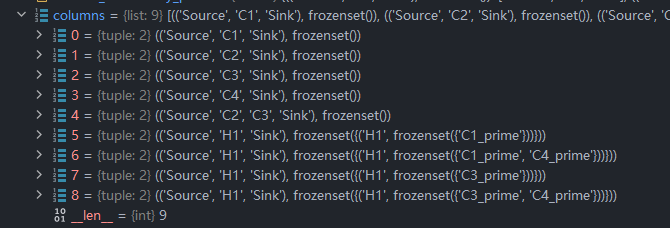 columns = {list: 9} [(('Source', 'C1', 'Sink'), frozenset()), (('Source', 'C2', 'Sink'), frozenset()), (('Source', 'C
0 = {tuple: 2} (('Source', 'C1', 'Sink'), frozenset())
1 = {tuple: 2} (('Source', 'C2', 'Sink'), frozenset())
2 = {tuple: 2} (('Source', 'C3', 'Sink'), frozenset())
3 = {tuple: 2} (('Source', 'C4', 'Sink'), frozenset())
4 = {tuple: 2} (('Source', 'C2', 'C3', 'Sink'), frozenset())
5 = {tuple: 2} (('Source', 'H1', 'Sink'), frozenset({('H1', frozenset({'C1_prime'}))}))
6 = {tuple: 2} (('Source', 'H1', 'Sink'), frozenset({('H1', frozenset({'C1_prime', 'C4_prime'}))}))
7 = {tuple: 2} (('Source', 'H1', 'Sink'), frozenset({('H1', frozenset({'C3_prime'}))}))
8 = {tuple: 2} (('Source', 'H1', 'Sink'), frozenset({('H1', frozenset({'C3_prime', 'C4_prime'}))}))
10
01 __len__ = {int} 9